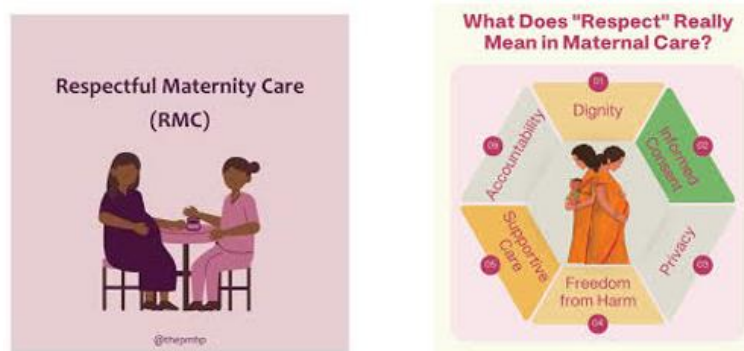 Respectful Maternity Care
(RMC)
@thepmhp
What Does "Respect" Really
Mean in Maternal Care?
01
Dignity
02
Informed
Consent
03
Privacy
04
Freedom
from Harm
05
Supportive
Care
06
Accountability